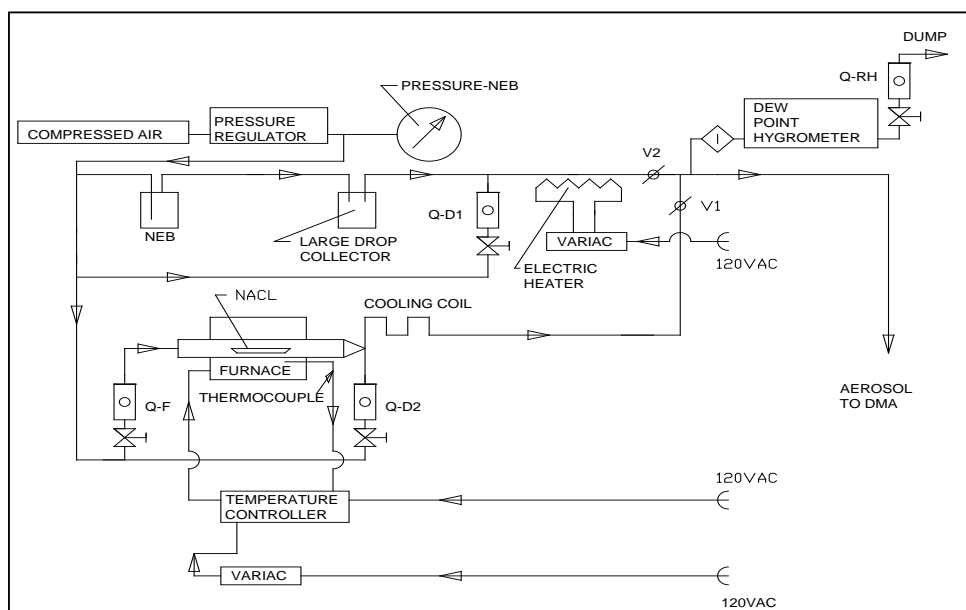 DUMP
Q-RH
PRESSURE-NEB
DEW
POINT
HYGROMETER
PRESSURE
REGULATOR
COMPRESSED AIR
I
V2
V1
NEB
LARGE DROP
COLLECTOR
Q-D1
VARIAC
120VAC
ELECTRIC
HEATER
NACL
COOLING COIL
FURNACE
THERMOCOUPLE
Q-F
Q-D2
AEROSOL
TO DMA
120VAC
TEMPERATURE
CONTROLLER
VARIAC
120VAC